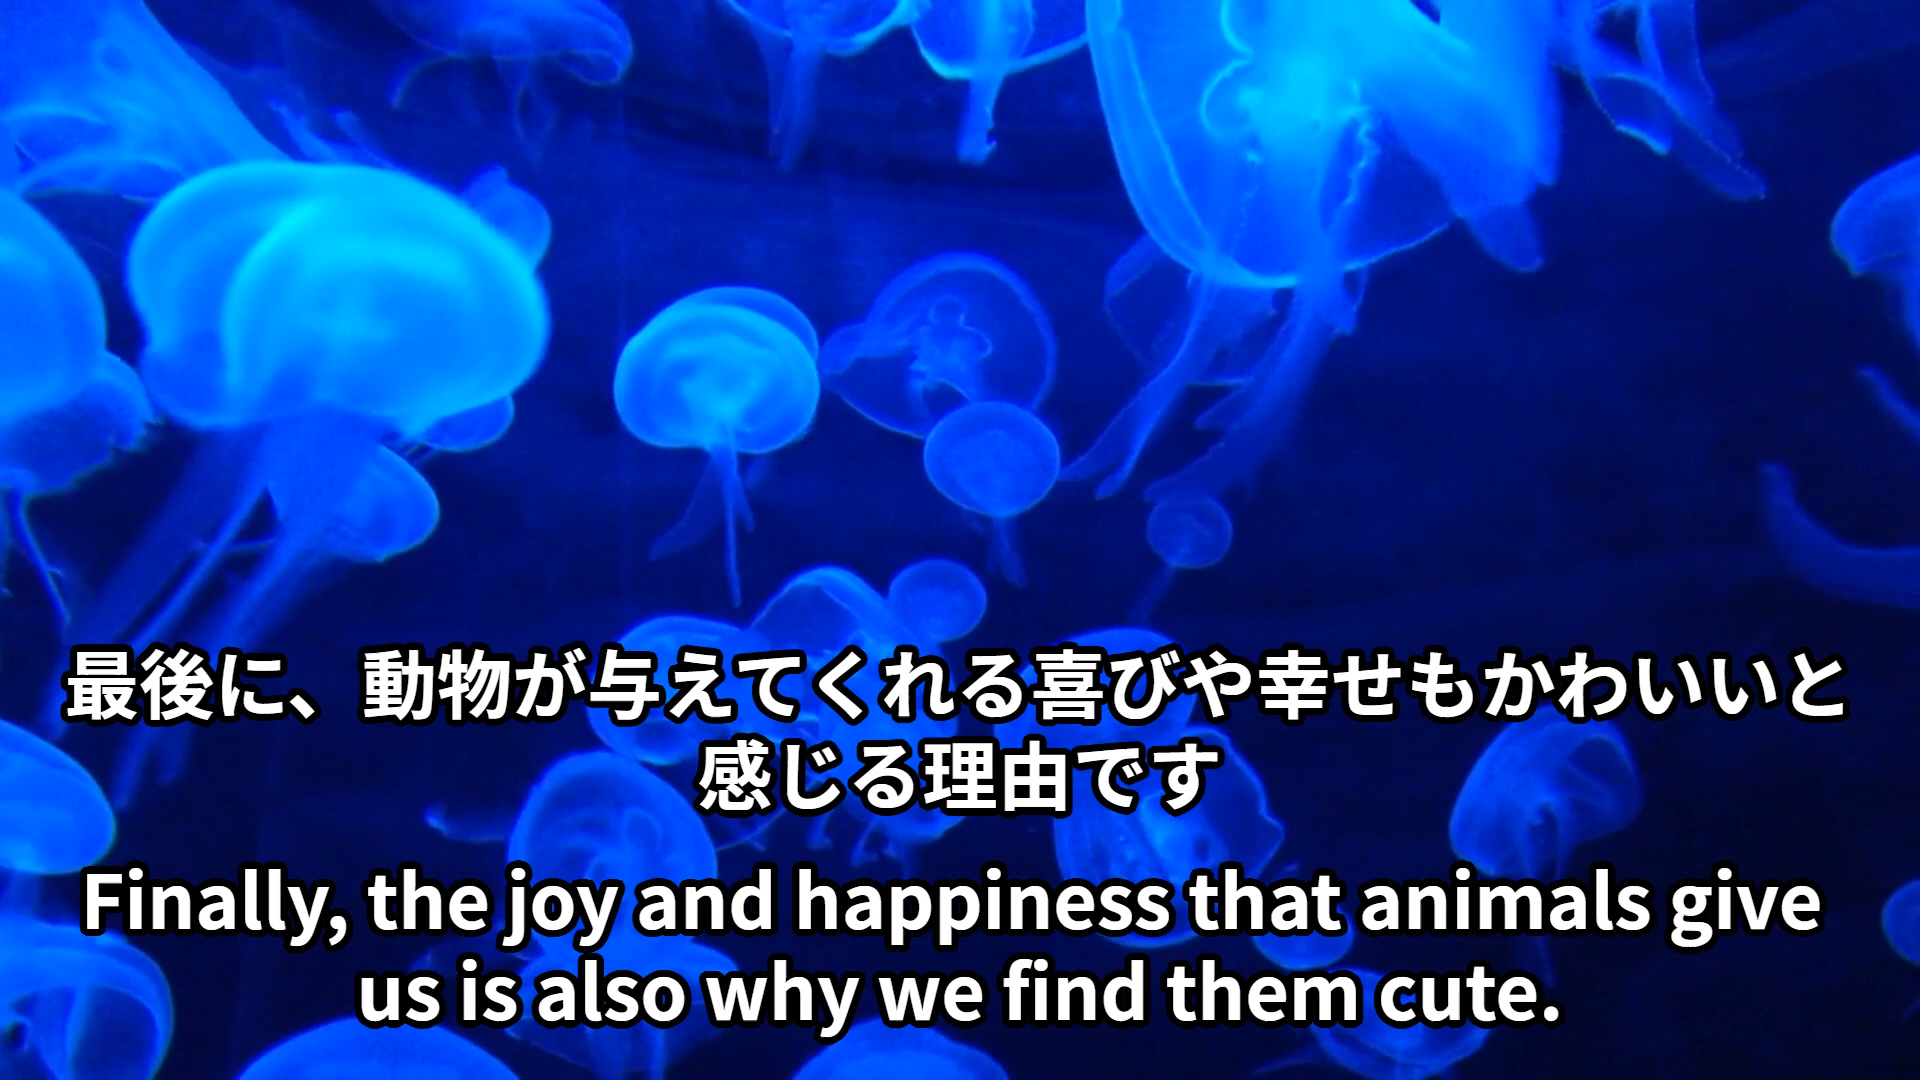 最後に、動物が与えてくれる喜びや幸せもかわいいと
感じる理由です
Finally, the joy and happiness that animals give
us is also why we find them cute.